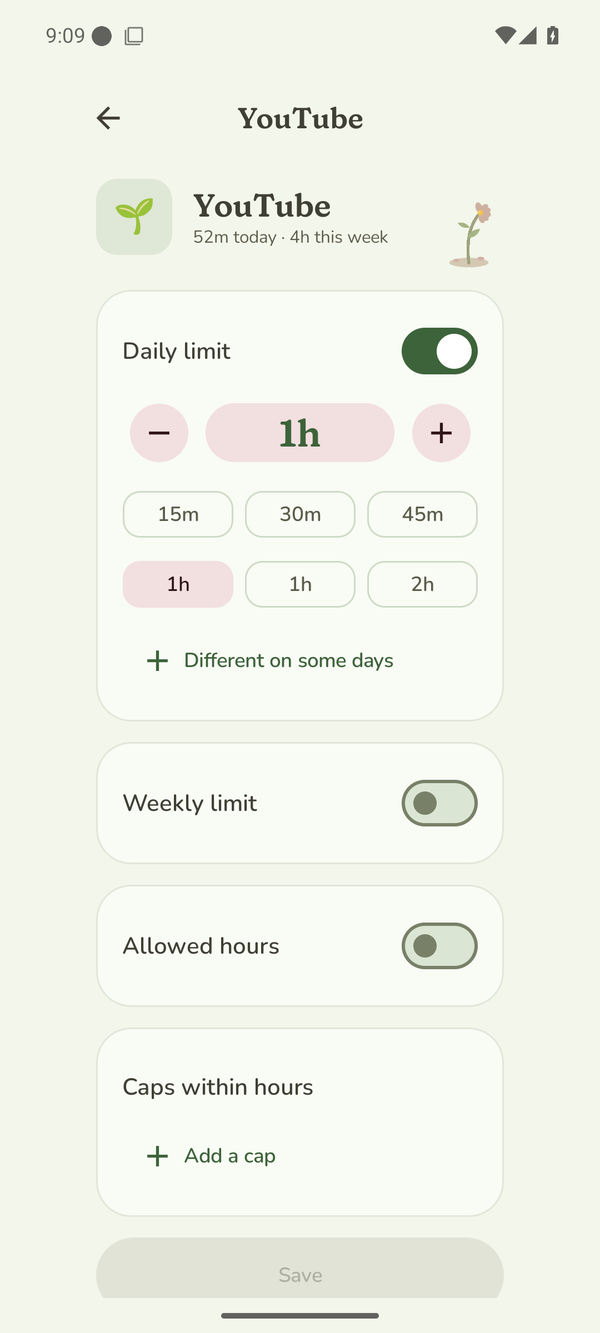 9:09
YouTube
YouTube
52m today · 4h this week
Daily limit
1h
15m 30m 45m
1h 1h 2h
Different on some days
Weekly limit
Allowed hours
Caps within hours
Add a cap
Save